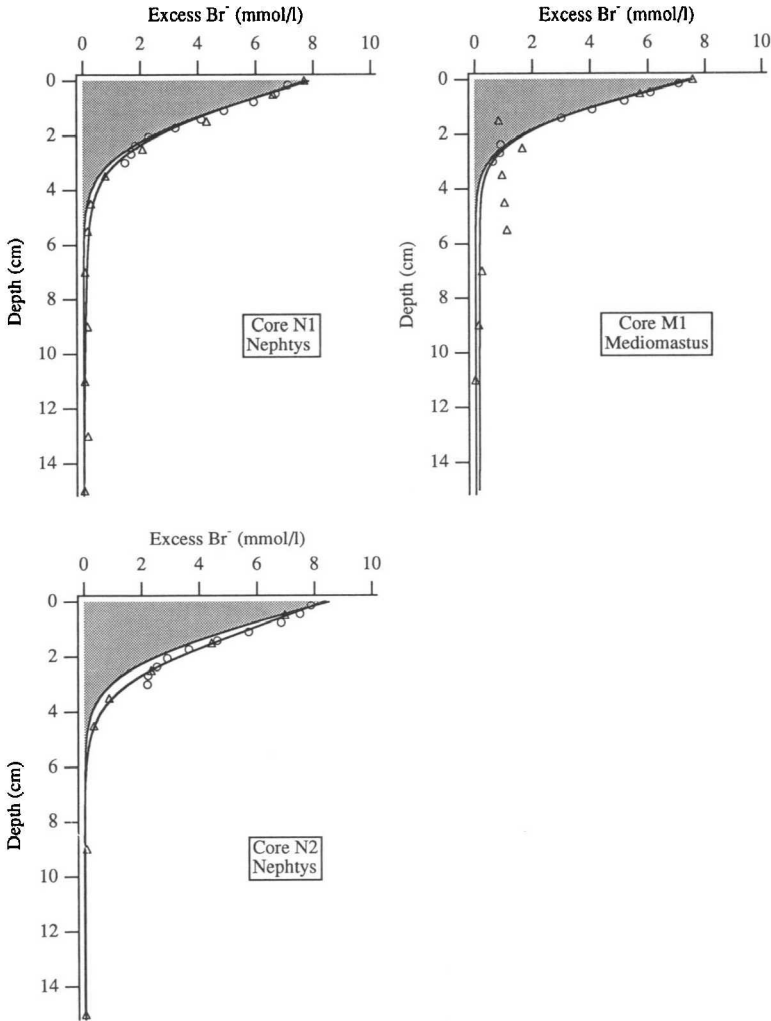 Excess Br⁻ (mmol/l)
0 2 4 6 8 10
0
2
4
6
8
10
12
14
Depth (cm)
Core N1
Nephtys
Excess Br⁻ (mmol/l)
0 2 4 6 8 10
0
2
4
6
8
10
12
14
Depth (cm)
Core M1
Mediomastus
Excess Br⁻ (mmol/l)
0 2 4 6 8 10
0
2
4
6
8
10
12
14
Depth (cm)
Core N2
Nephtys